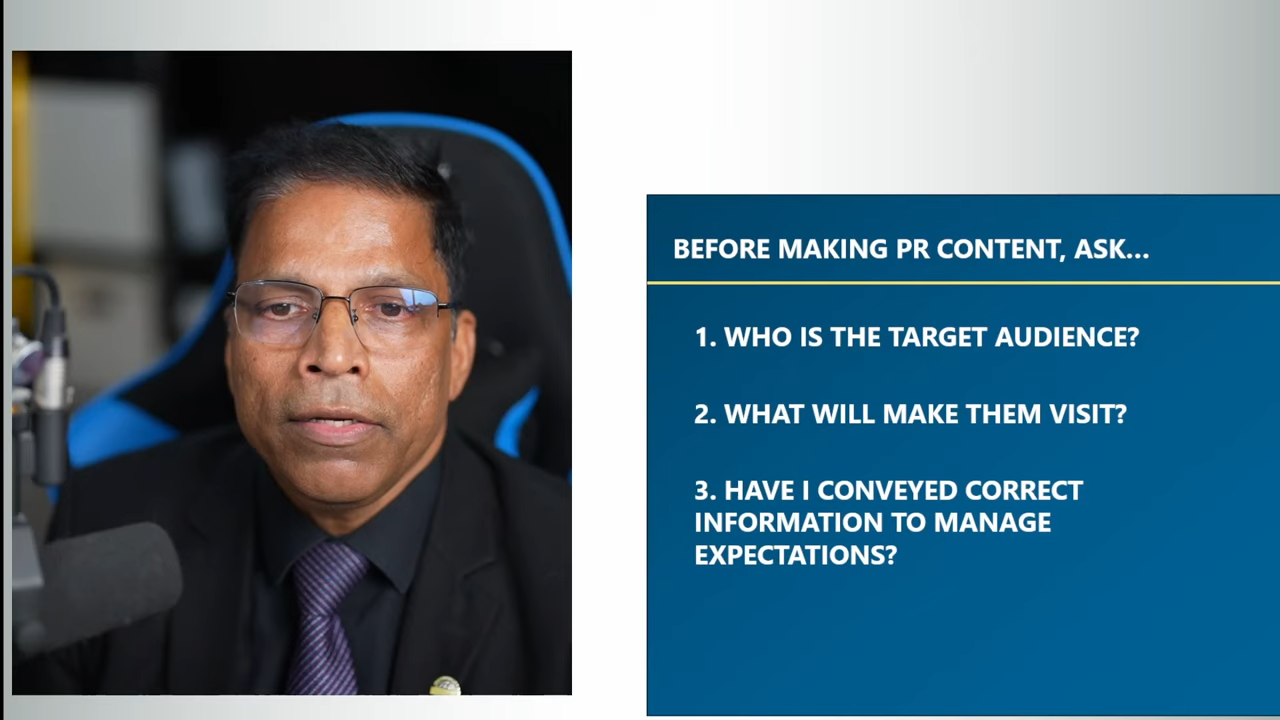 BEFORE MAKING PR CONTENT, ASK...
1. WHO IS THE TARGET AUDIENCE?
2. WHAT WILL MAKE THEM VISIT?
3. HAVE I CONVEYED CORRECT
INFORMATION TO MANAGE
EXPECTATIONS?